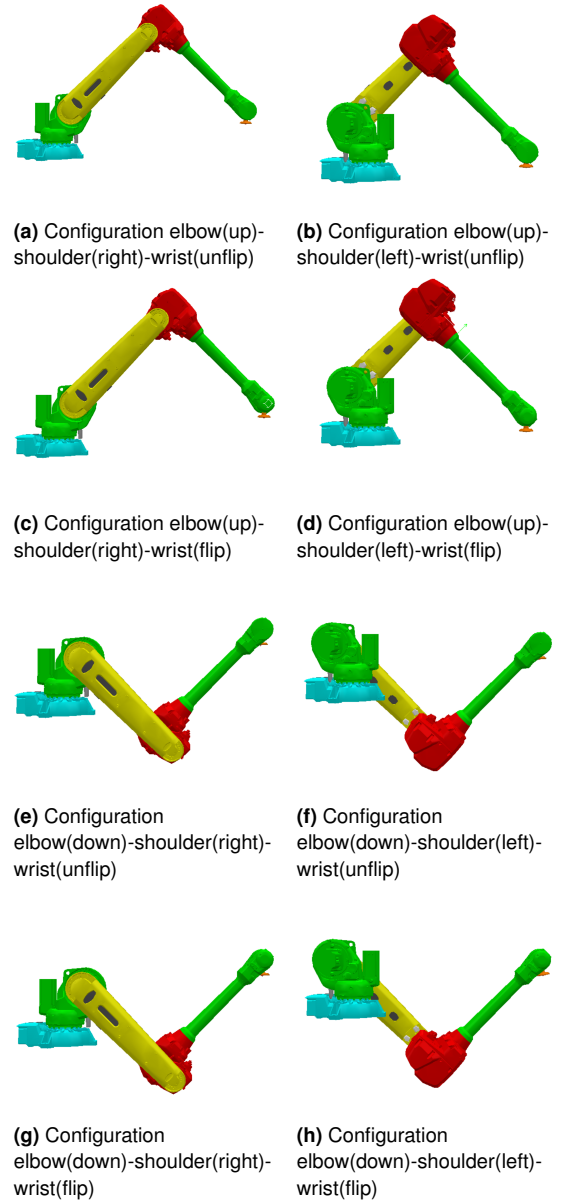 (a) Configuration elbow(up)-
shoulder(right)-wrist(unflip)
(b) Configuration elbow(up)-
shoulder(left)-wrist(unflip)
(c) Configuration elbow(up)-
shoulder(right)-wrist(flip)
(d) Configuration elbow(up)-
shoulder(left)-wrist(flip)
(e) Configuration
elbow(down)-shoulder(right)-
wrist(unflip)
(f) Configuration
elbow(down)-shoulder(left)-
wrist(unflip)
(g) Configuration
elbow(down)-shoulder(right)-
wrist(flip)
(h) Configuration
elbow(down)-shoulder(left)-
wrist(flip)